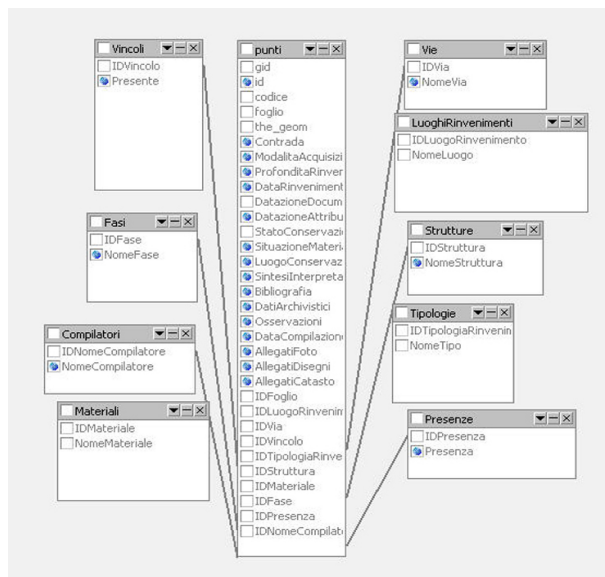 Vincoli
IDVincolo
Presente
Fasi
IDFase
NomeFase
Compilatori
IDNomeCompilatore
NomeCompilatore
Materiali
IDMateriale
NomeMateriale
punti
gid
id
codice
foglio
the_geom
Contrada
ModalitaAcquisizi
ProfonditaRinver
DataRinveniment
DatazioneDocum
DatazioneAttribu
StatoConservazi
SituazioneMateri
LuogoConservaz
SintesiInterpreta
Bibliografia
DatiArchivistici
Osservazioni
DataCompilazione
AllegatiFoto
AllegatiDisegni
AllegatiCatasto
IDFoglio
IDLuogoRinvenim
IDVia
IDVincolo
IDTipologiaRinve
IDStruttura
IDMateriale
IDFase
IDPresenza
IDNomeCompilat
Vie
IDVia
NomeVia
LuoghiRinvenimenti
IDLuogoRinvenimento
NomeLuogo
Strutture
IDStruttura
NomeStruttura
Tipologie
IDTipologiaRinvenim
NomeTipo
Presenze
IDPresenza
Presenza